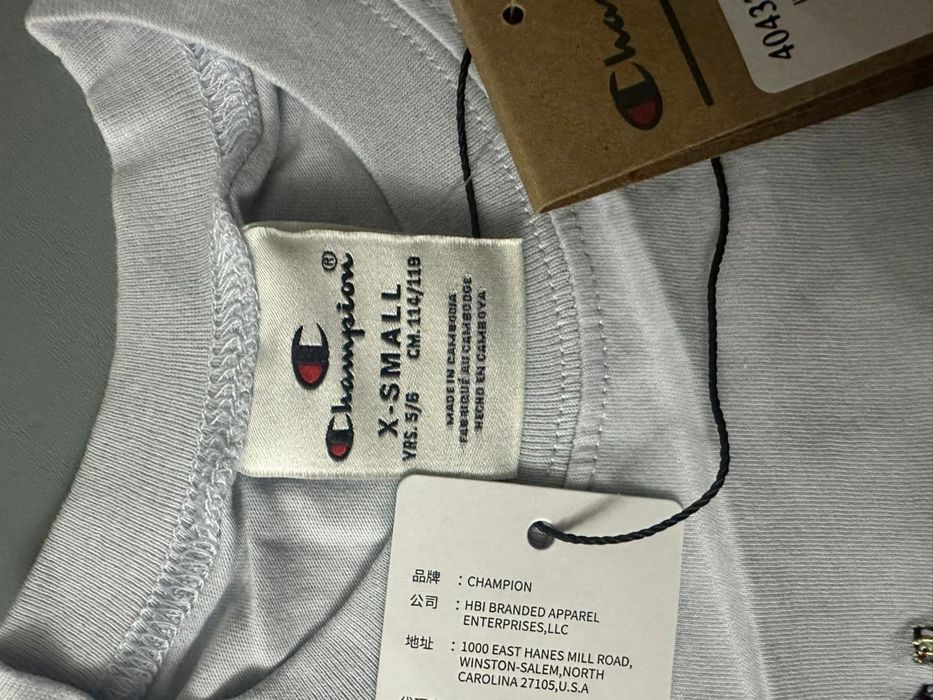 Champion®
X-SMALL
YRS. 5/6 CM. 114/119
MADE IN CAMBODIA
FABRIQUÉ AU CAMBODGE
HECHO EN CAMBOYA
品牌 : CHAMPION
公司 : HBI BRANDED APPAREL
ENTERPRISES,LLC
地址 : 1000 EAST HANES MILL ROAD,
WINSTON-SALEM,NORTH
CAROLINA 27105,U.S.A
Cha
4043